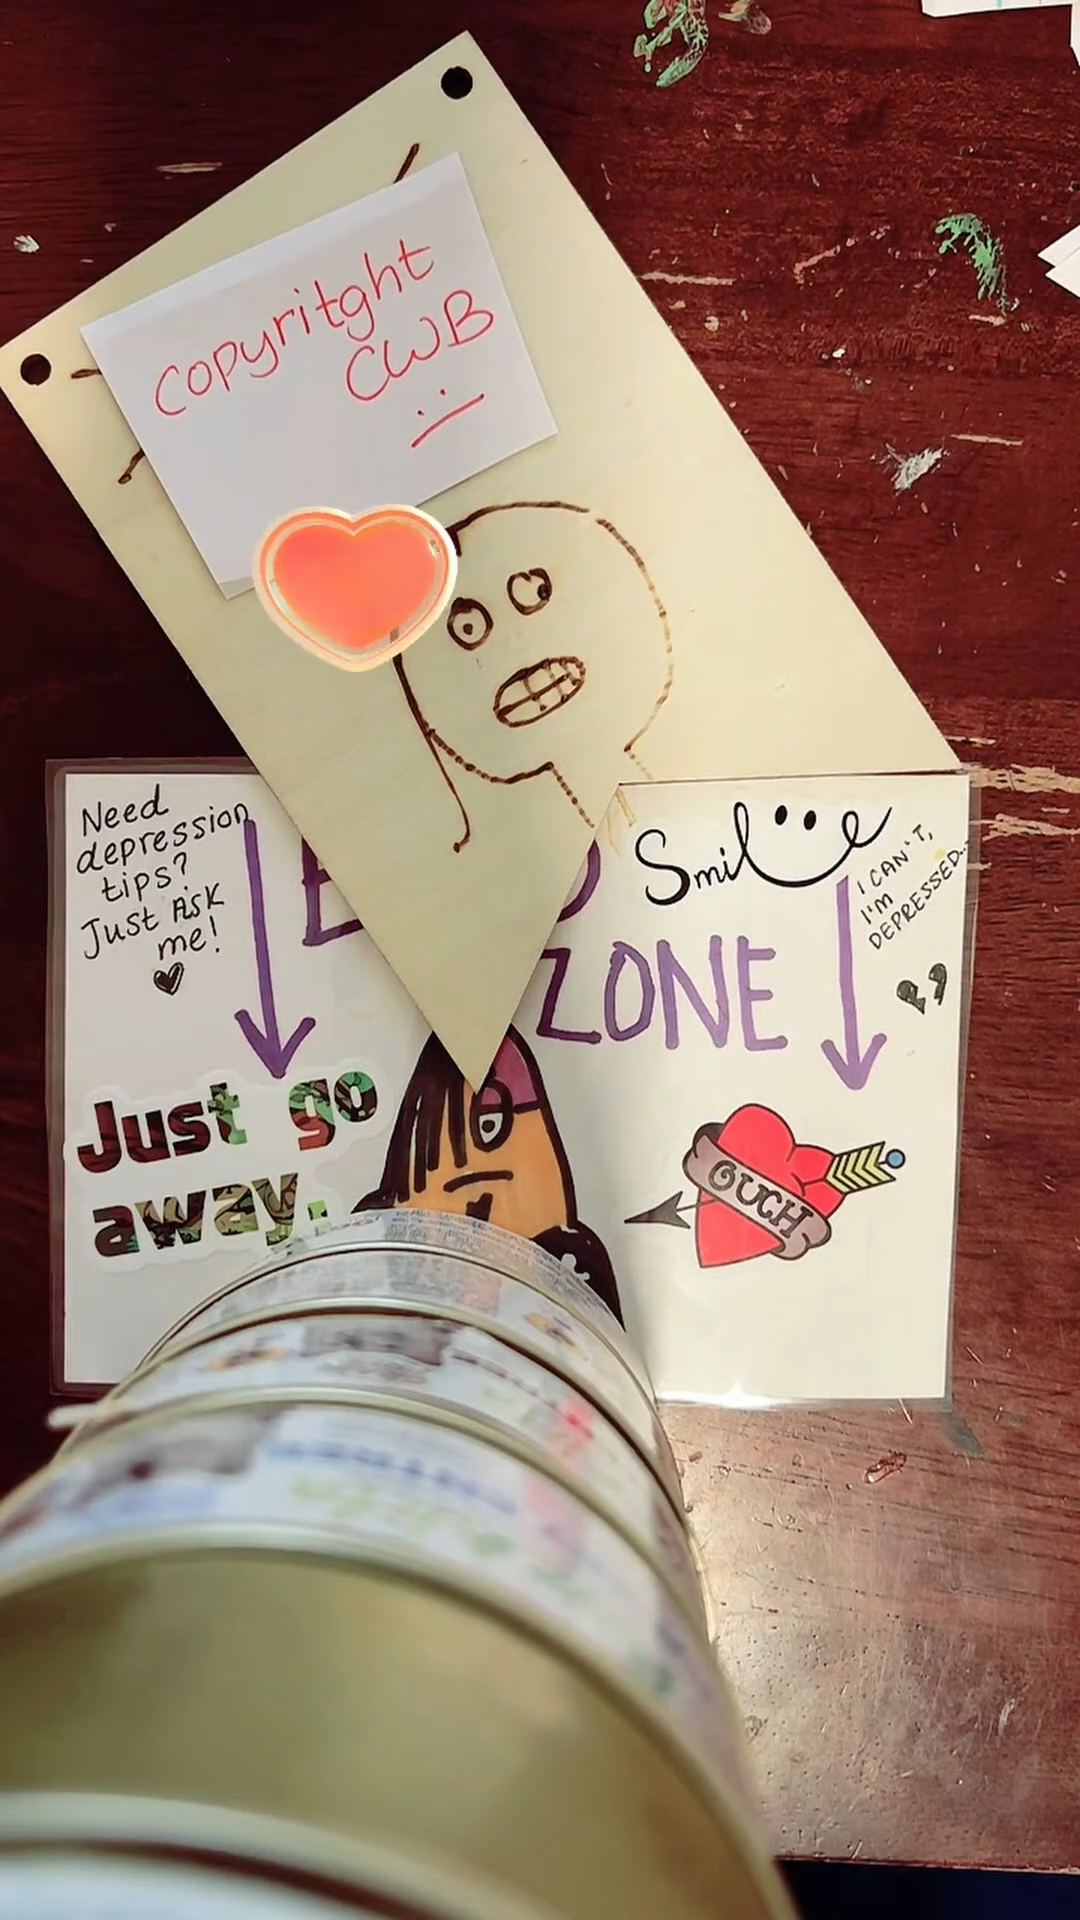 copyritght
CWB
Need
depression
tips?
Just Ask
me!
Smile
I CAN'T,
I'M
DEPRESSED...
ZONE
Just go
away.
OUCH